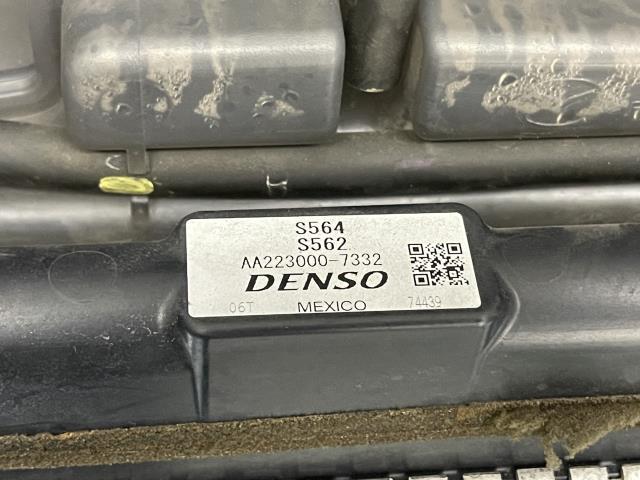 S564
S562
AA223000-7332
DENSO
06T MEXICO 74439